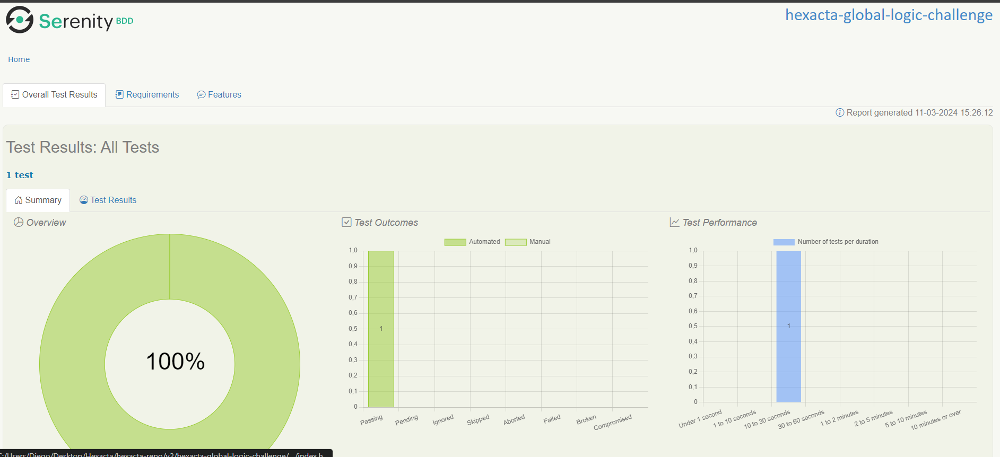 Serenity BDD
hexacta-global-logic-challenge
Home
Overall Test Results
Requirements
Features
Report generated 11-03-2024 15:26:12
Test Results: All Tests
1 test
Summary
Test Results
Overview
100%
Test Outcomes
Automated
Manual
1,0
0,9
0,8
0,7
0,6
0,5
0,4
0,3
0,2
0,1
0
1
Passing
Pending
Ignored
Skipped
Aborted
Failed
Broken
Compromised
Test Performance
Number of tests per duration
1,0
0,9
0,8
0,7
0,6
0,5
0,4
0,3
0,2
0,1
0
1
Under 1 second
1 to 10 seconds
10 to 30 seconds
30 to 60 seconds
1 to 2 minutes
2 to 5 minutes
5 to 10 minutes
10 minutes or over
C:/Users/Diego/Desktop/Hexacta/hexacta-repo/v2/hexacta-global-logic-challenge/.../index.h...